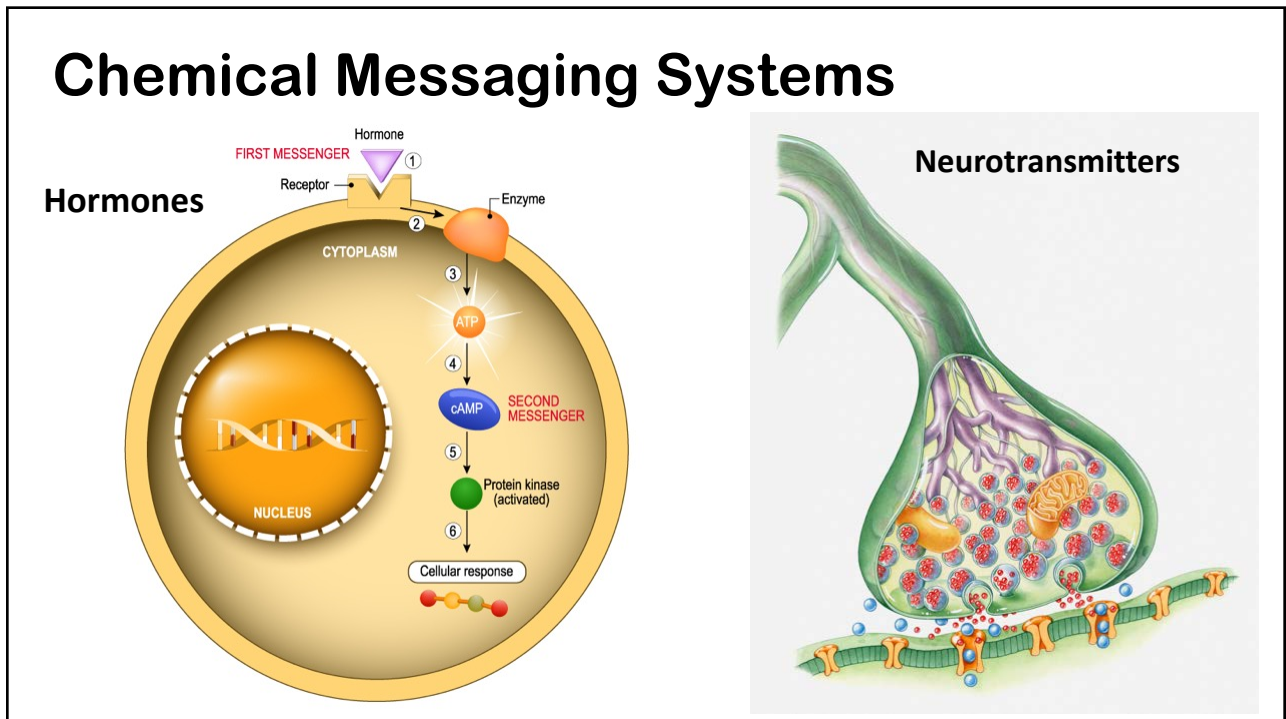 Chemical Messaging Systems
Hormones
Hormone
FIRST MESSENGER
1
Receptor
Enzyme
2
CYTOPLASM
3
ATP
4
cAMP
SECOND
MESSENGER
5
Protein kinase
(activated)
NUCLEUS
6
Cellular response
Neurotransmitters